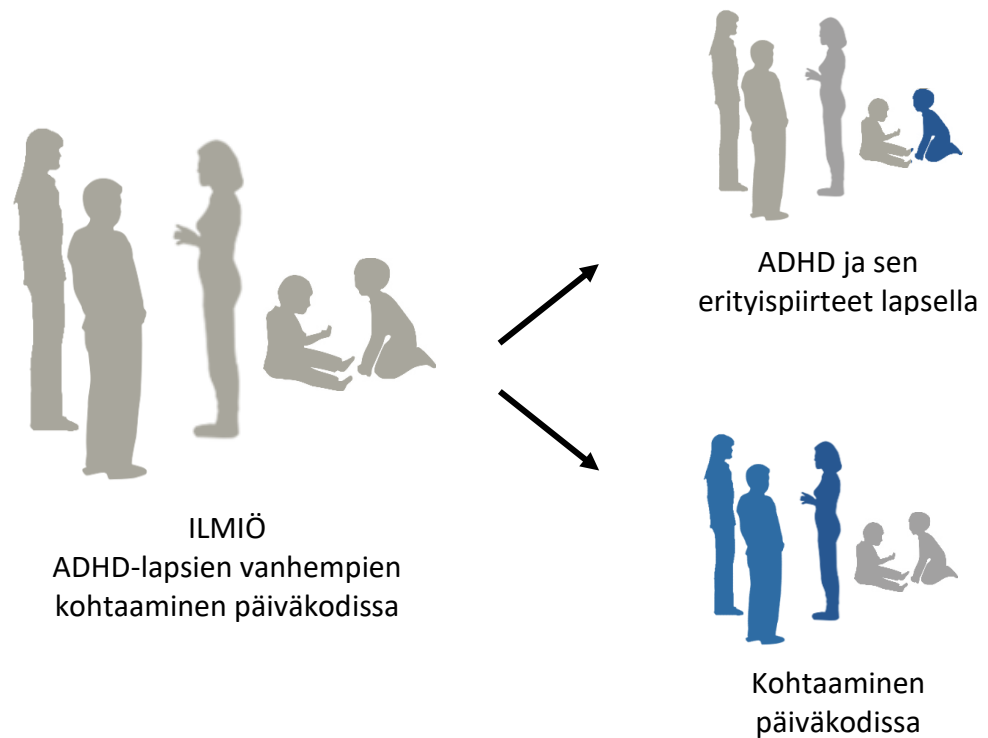 ILMIÖ
ADHD-lapsien vanhempien
kohtaaminen päiväkodissa
ADHD ja sen
erityispiirteet lapsella
Kohtaaminen
päiväkodissa